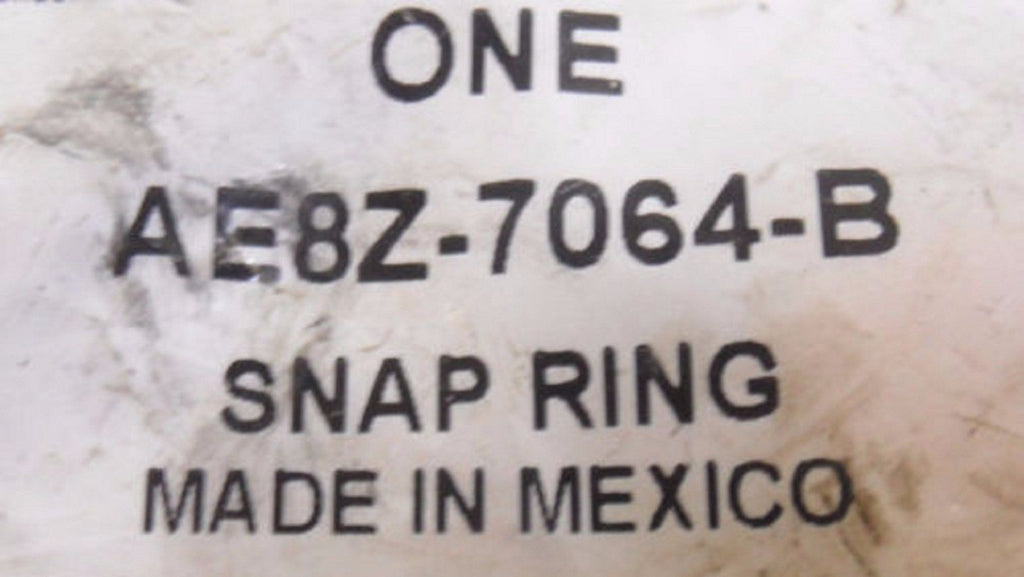 ONE
AE8Z-7064-B
SNAP RING
MADE IN MEXICO